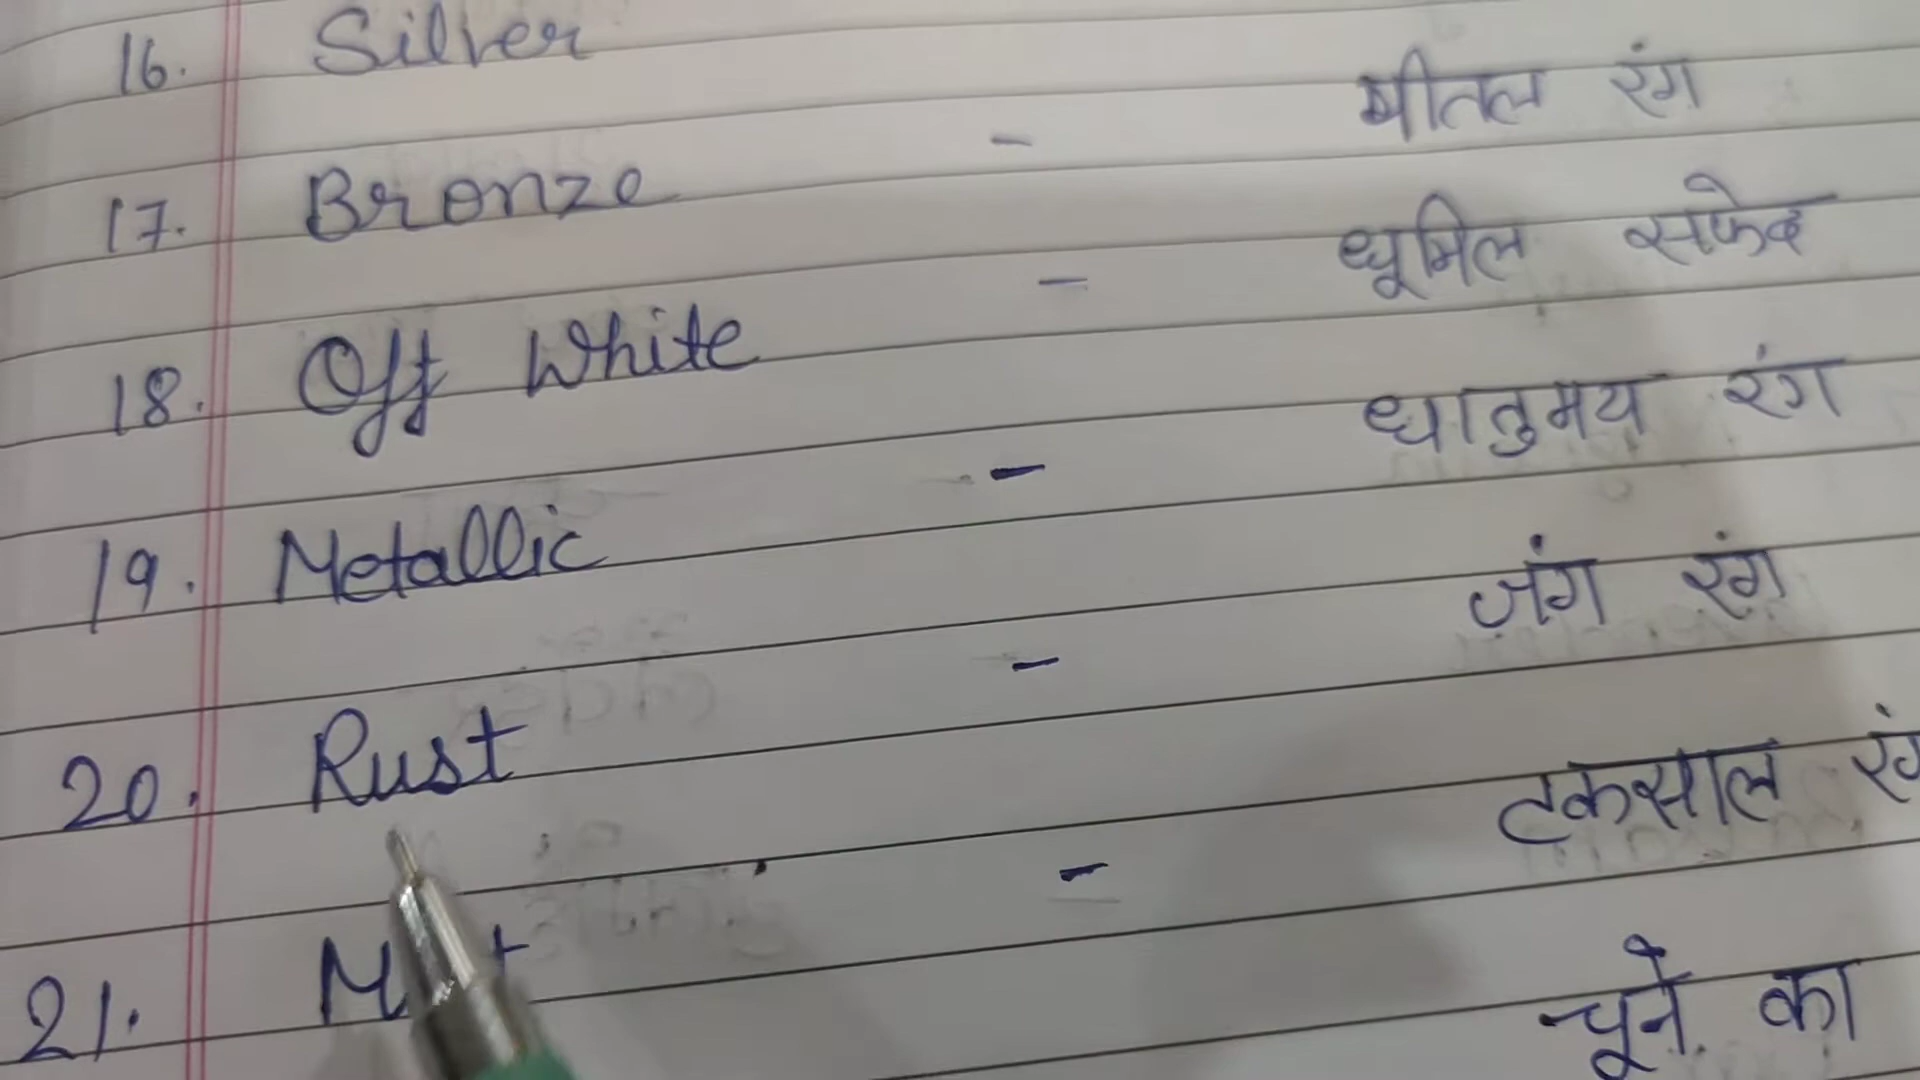 16. Silver
17. Bronze - पीतल रंग
18. Off White - धूमिल सफेद
19. Metallic - धातुमय रंग
20. Rust - जंग रंग
21. - टकसाल रंग
चूने का